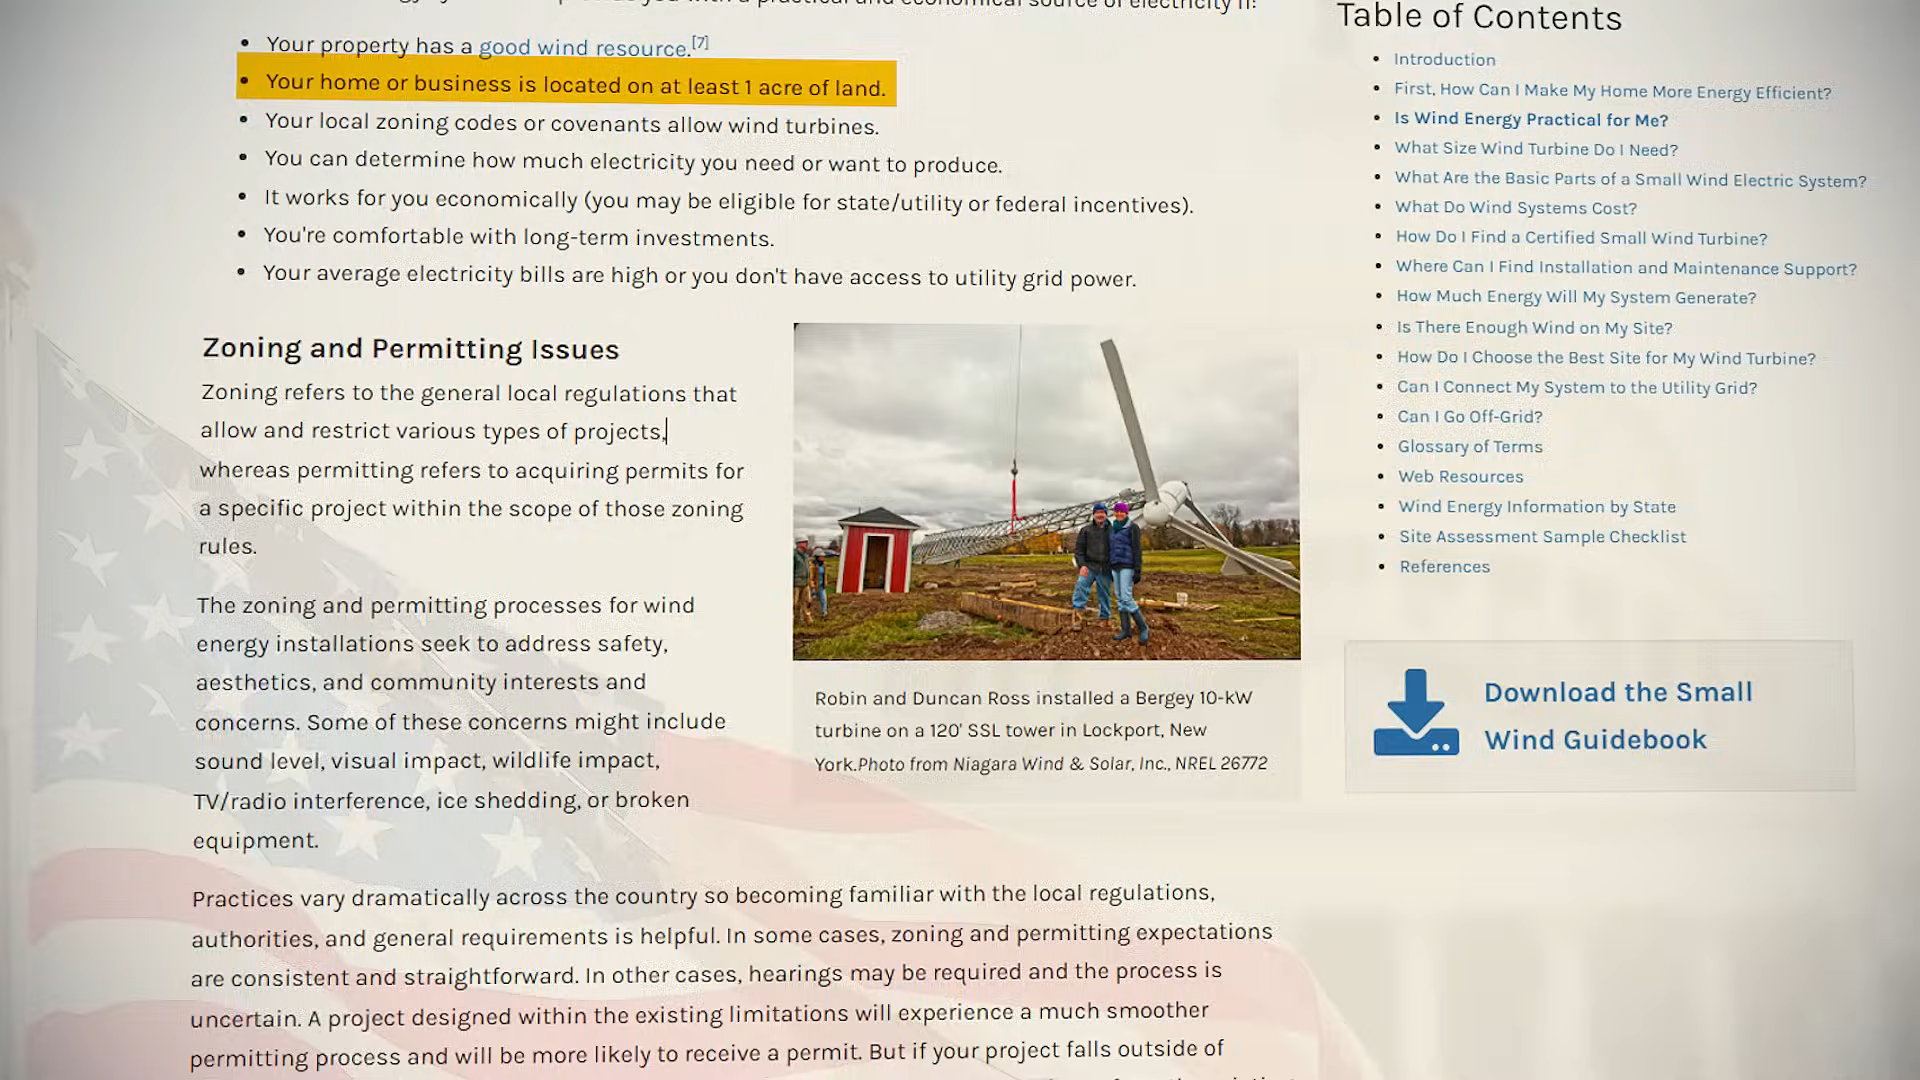 Your property has a good wind resource.[7]
Your home or business is located on at least 1 acre of land.
Your local zoning codes or covenants allow wind turbines.
You can determine how much electricity you need or want to produce.
It works for you economically (you may be eligible for state/utility or federal incentives).
You're comfortable with long-term investments.
Your average electricity bills are high or you don't have access to utility grid power.
Zoning and Permitting Issues
Zoning refers to the general local regulations that
allow and restrict various types of projects,
whereas permitting refers to acquiring permits for
a specific project within the scope of those zoning
rules.
The zoning and permitting processes for wind
energy installations seek to address safety,
aesthetics, and community interests and
concerns. Some of these concerns might include
sound level, visual impact, wildlife impact,
TV/radio interference, ice shedding, or broken
equipment.
Robin and Duncan Ross installed a Bergey 10-kW
turbine on a 120' SSL tower in Lockport, New
York.Photo from Niagara Wind & Solar, Inc., NREL 26772
Practices vary dramatically across the country so becoming familiar with the local regulations,
authorities, and general requirements is helpful. In some cases, zoning and permitting expectations
are consistent and straightforward. In other cases, hearings may be required and the process is
uncertain. A project designed within the existing limitations will experience a much smoother
permitting process and will be more likely to receive a permit. But if your project falls outside of
Table of Contents
Introduction
First, How Can I Make My Home More Energy Efficient?
Is Wind Energy Practical for Me?
What Size Wind Turbine Do I Need?
What Are the Basic Parts of a Small Wind Electric System?
What Do Wind Systems Cost?
How Do I Find a Certified Small Wind Turbine?
Where Can I Find Installation and Maintenance Support?
How Much Energy Will My System Generate?
Is There Enough Wind on My Site?
How Do I Choose the Best Site for My Wind Turbine?
Can I Connect My System to the Utility Grid?
Can I Go Off-Grid?
Glossary of Terms
Web Resources
Wind Energy Information by State
Site Assessment Sample Checklist
References
Download the Small
Wind Guidebook